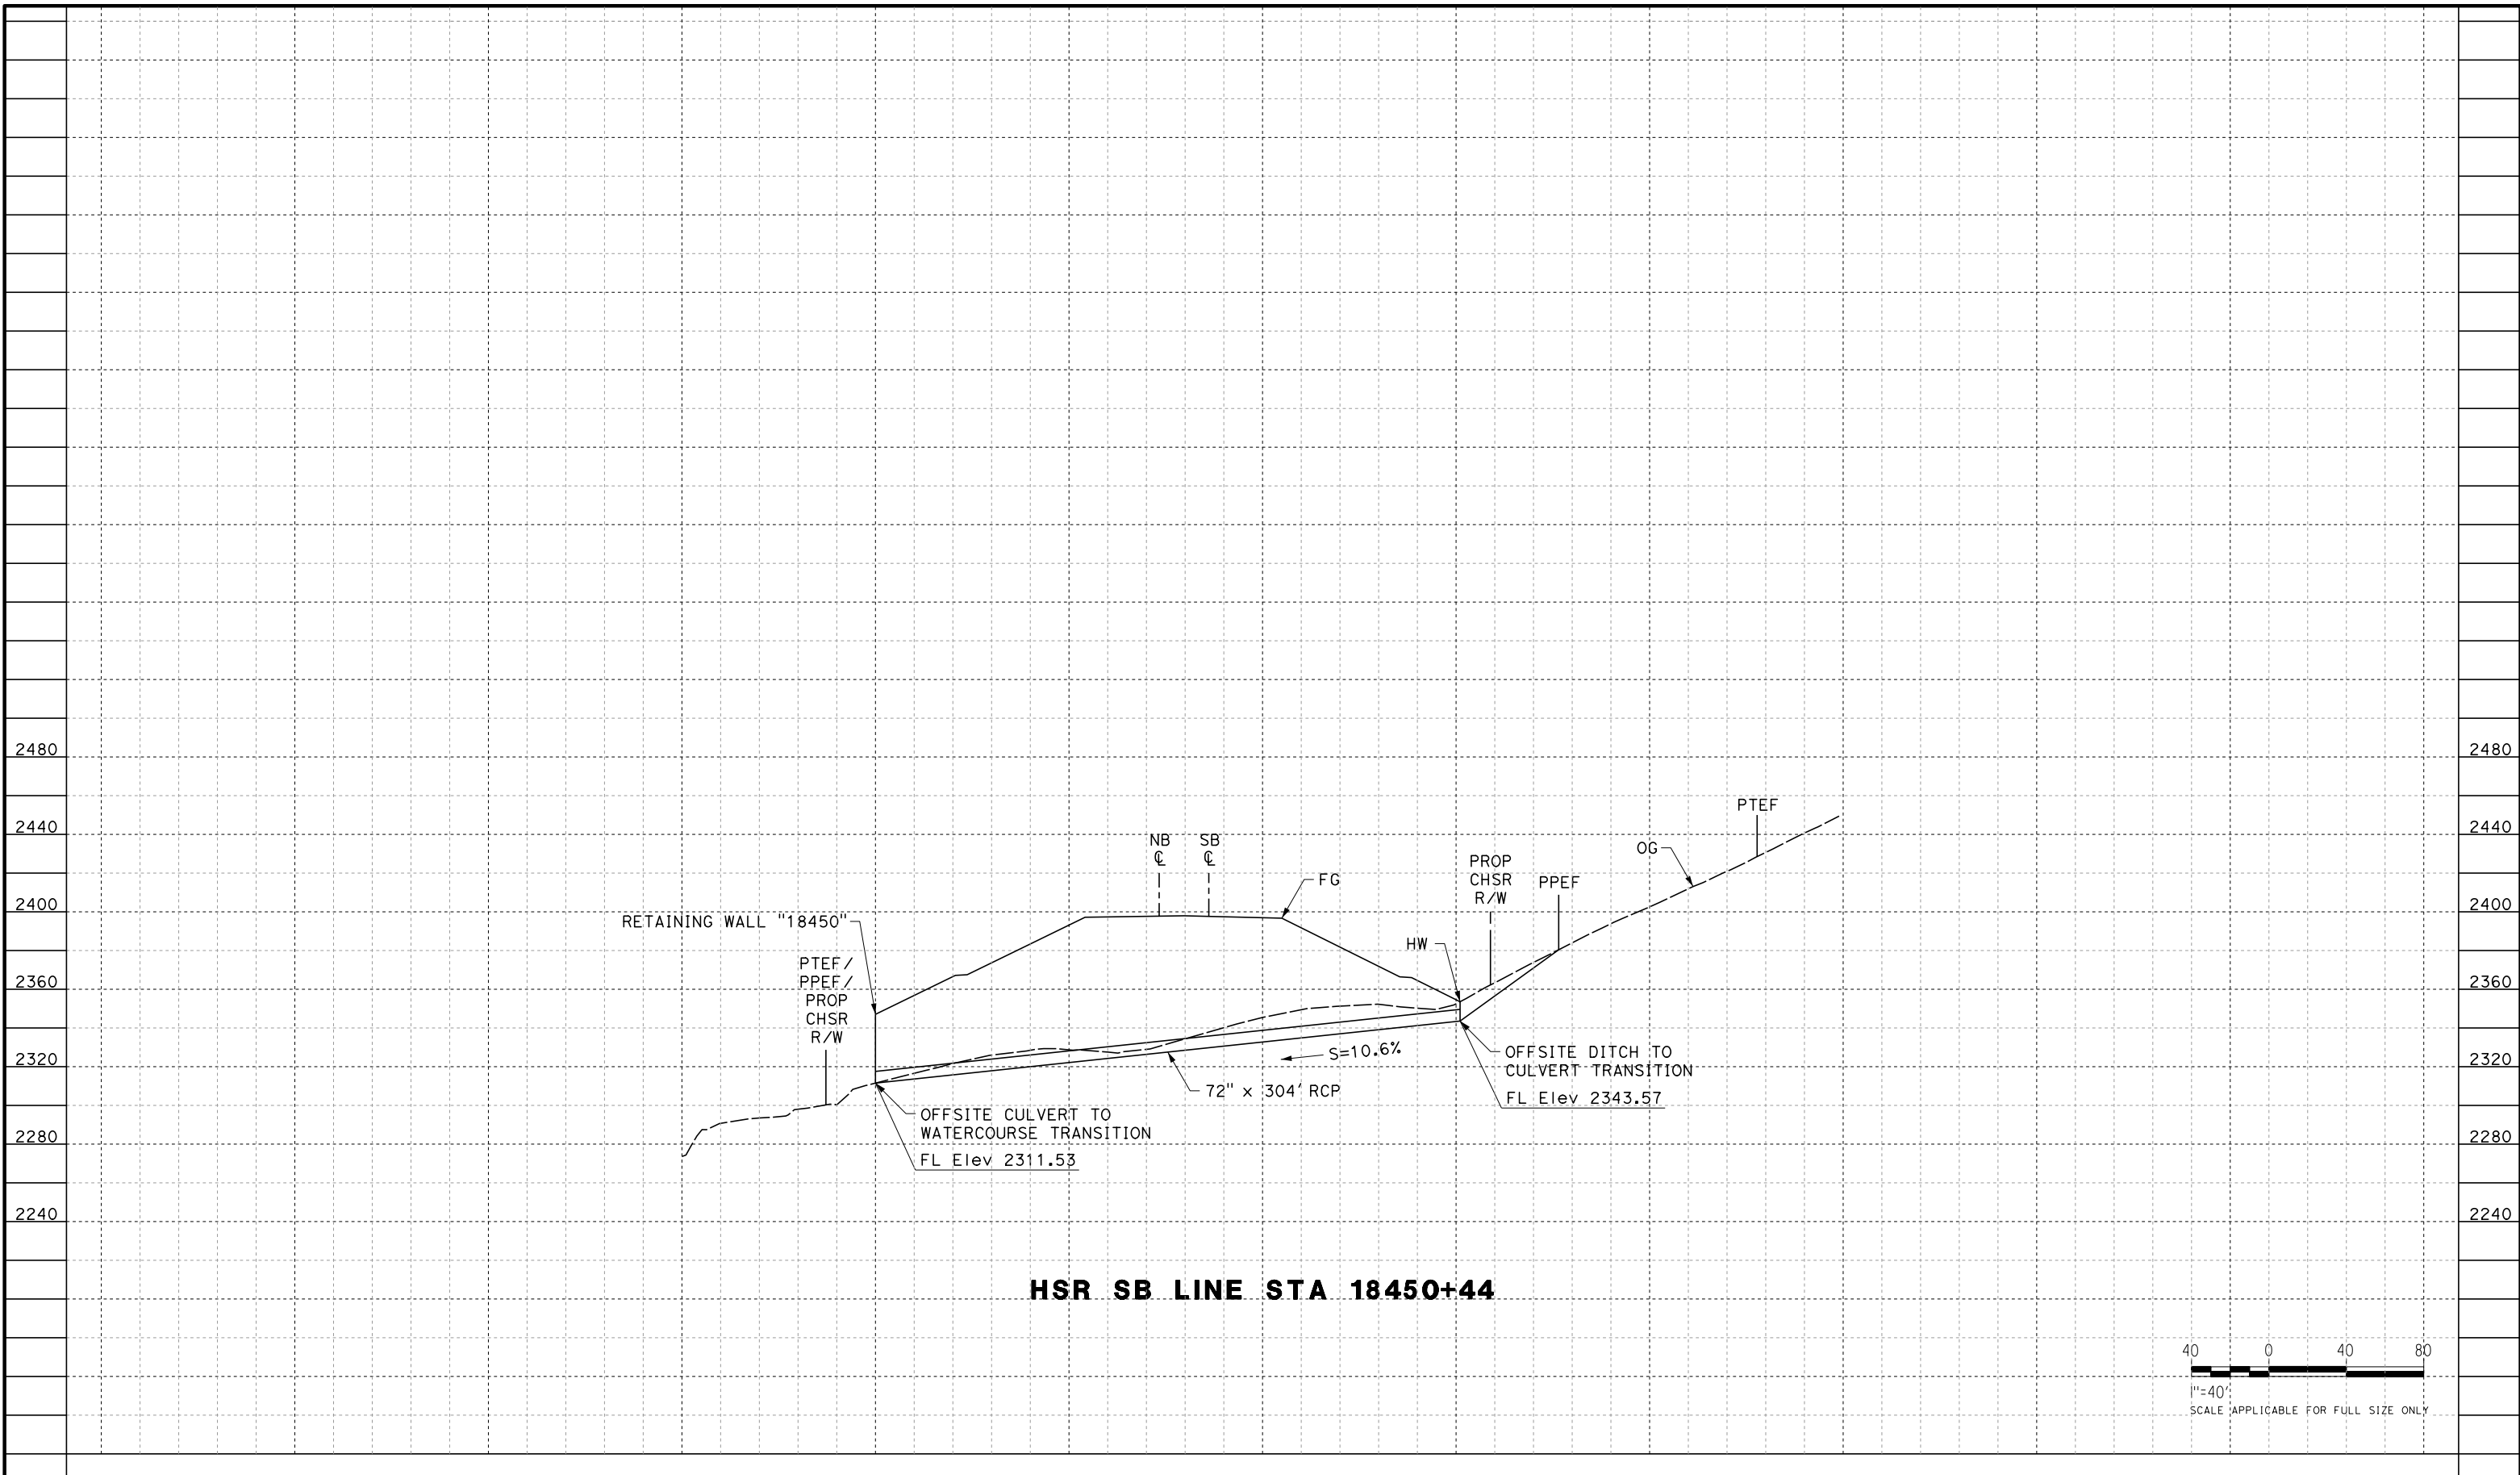 2480
2480
2440
2440
2400
2400
2360
2360
2320
2320
2280
2280
2240
2240
PTEF
NB
℄
SB
℄
OG
PROP
CHSR
R/W
PPEF
FG
RETAINING WALL "18450"
HW
PTEF/
PPEF/
PROP
CHSR
R/W
S=10.6%
72" x 304' RCP
OFFSITE DITCH TO
CULVERT TRANSITION
FL Elev 2343.57
OFFSITE CULVERT TO
WATERCOURSE TRANSITION
FL Elev 2311.53
HSR SB LINE STA 18450+44
40 0 40 80
1"=40'
SCALE APPLICABLE FOR FULL SIZE ONLY